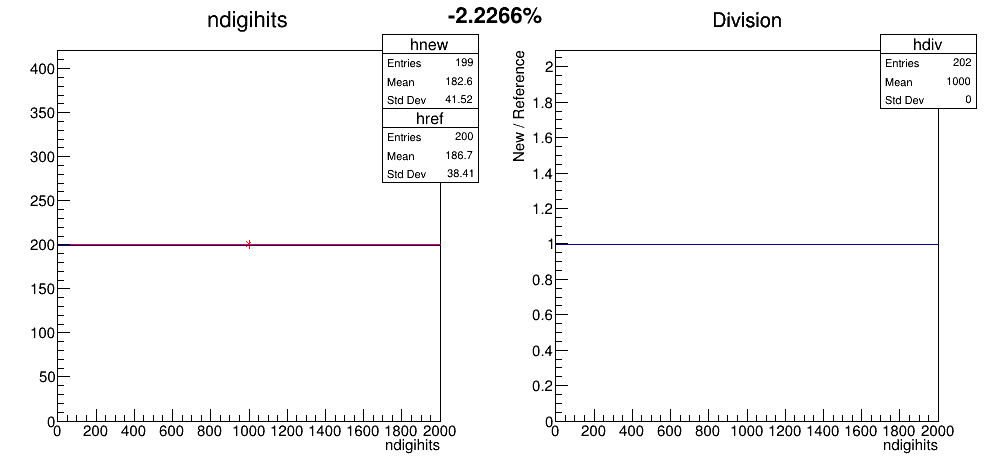 -2.2266%
ndigihits
hnew
Entries 199
Mean 182.6
Std Dev 41.52
href
Entries 200
Mean 186.7
Std Dev 38.41
400
350
300
250
200
150
100
50
0
0 200 400 600 800 1000 1200 1400 1600 1800 2000
ndigihits
Division
hdiv
Entries 202
Mean 1000
Std Dev 0
New / Reference
2
1.8
1.6
1.4
1.2
1
0.8
0.6
0.4
0.2
0
0 200 400 600 800 1000 1200 1400 1600 1800 2000
ndigihits